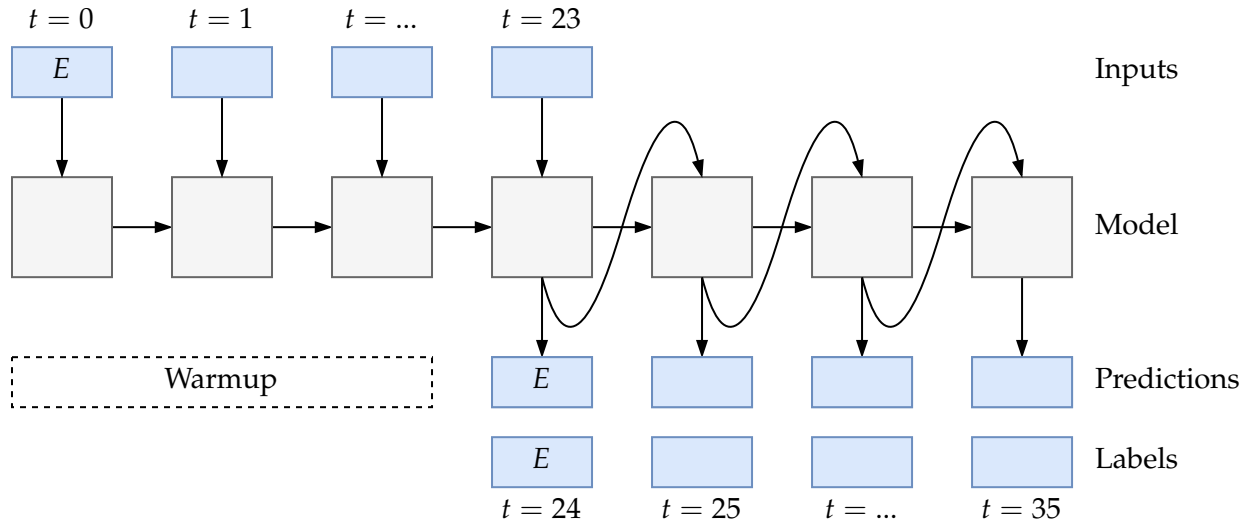 t = 0 t = 1 t = ... t = 23
E Inputs
Model
Warmup E Predictions
E Labels
t = 24 t = 25 t = ... t = 35